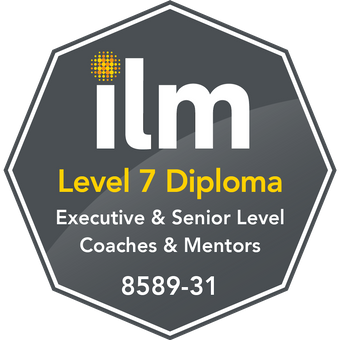 ilm
Level 7 Diploma
Executive & Senior Level
Coaches & Mentors
8589-31